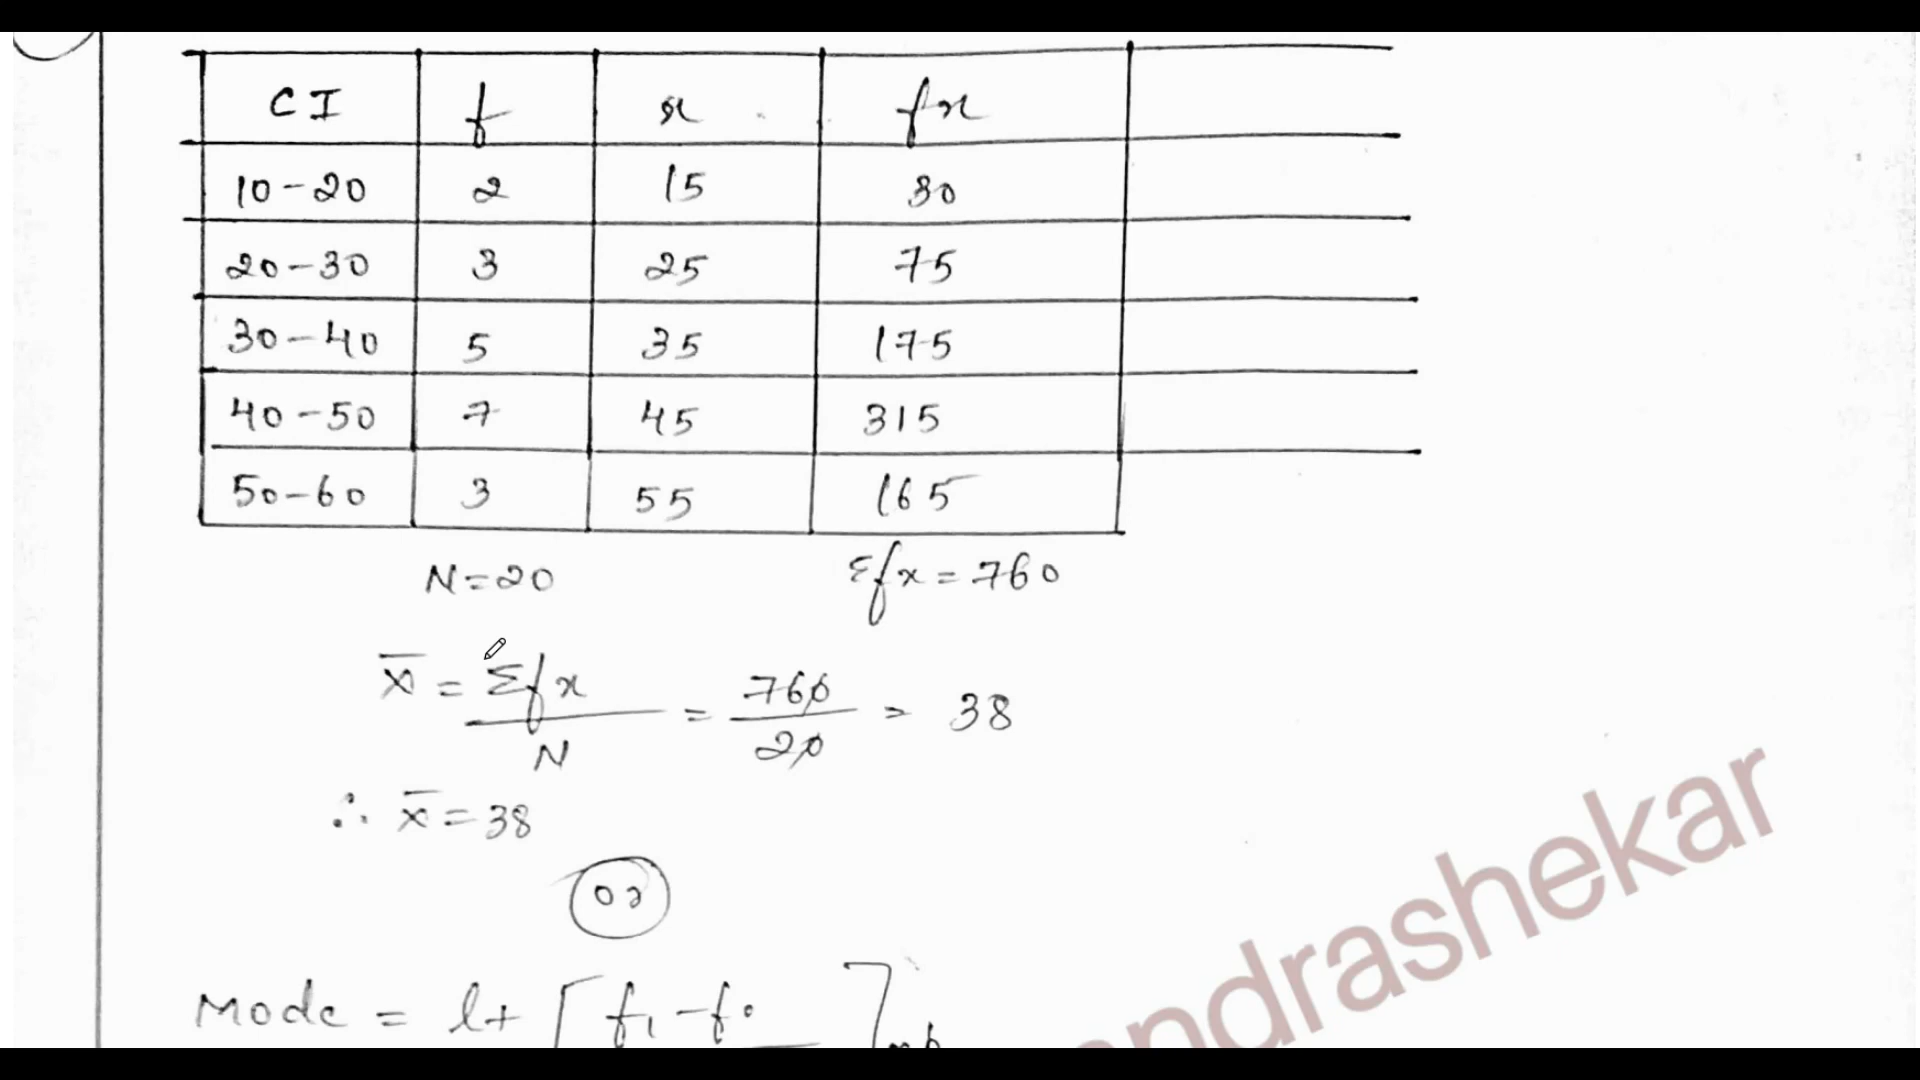 CI f x fx
10-20 2 15 30
20-30 3 25 75
30-40 5 35 175
40-50 7 45 315
50-60 3 55 165
N=20 Σfx=760
x̄ = Σfx/N = 760/20 = 38
∴ x̄=38
Or
Mode = l+ [f₁-f₀ ]xh
andrashekar